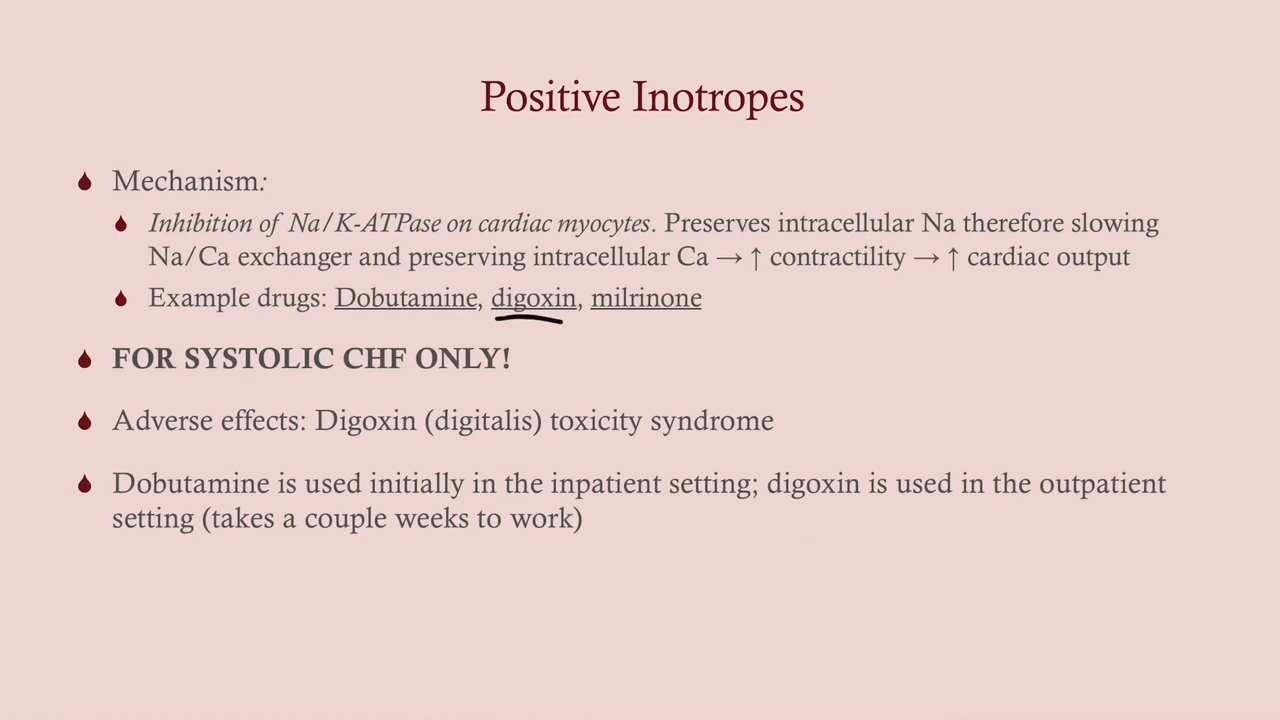 Positive Inotropes
Mechanism:
Inhibition of Na/K-ATPase on cardiac myocytes. Preserves intracellular Na therefore slowing
Na/Ca exchanger and preserving intracellular Ca → ↑ contractility → ↑ cardiac output
Example drugs: Dobutamine, digoxin, milrinone
FOR SYSTOLIC CHF ONLY!
Adverse effects: Digoxin (digitalis) toxicity syndrome
Dobutamine is used initially in the inpatient setting; digoxin is used in the outpatient
setting (takes a couple weeks to work)